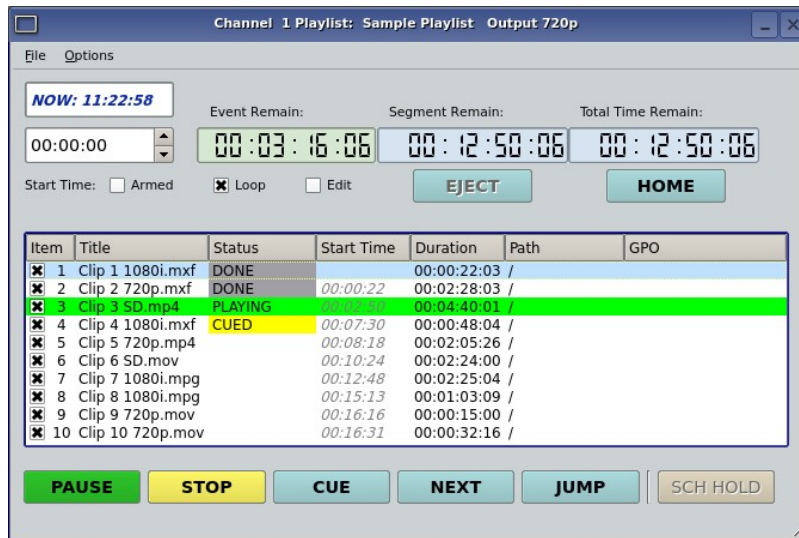 Channel 1 Playlist: Sample Playlist Output 720p
File Options
NOW: 11:22:58
Event Remain: Segment Remain: Total Time Remain:
00:00:00 00:03:16:06 00:12:50:06 00:12:50:06
Start Time: Armed Loop Edit EJECT HOME
Item Title Status Start Time Duration Path GPO
1 Clip 1 1080i.mxf DONE 00:00:22:03 /
2 Clip 2 720p.mxf DONE 00:00:22 00:02:28:03 /
3 Clip 3 SD.mp4 PLAYING 00:02:50 00:04:40:01 /
4 Clip 4 1080i.mxf CUED 00:07:30 00:00:48:04 /
5 Clip 5 720p.mp4 00:08:18 00:02:05:26 /
6 Clip 6 SD.mov 00:10:24 00:02:24:00 /
7 Clip 7 1080i.mpg 00:12:48 00:02:25:04 /
8 Clip 8 1080i.mpg 00:15:13 00:01:03:09 /
9 Clip 9 720p.mov 00:16:16 00:00:15:00 /
10 Clip 10 720p.mov 00:16:31 00:00:32:16 /
PAUSE STOP CUE NEXT JUMP SCH HOLD